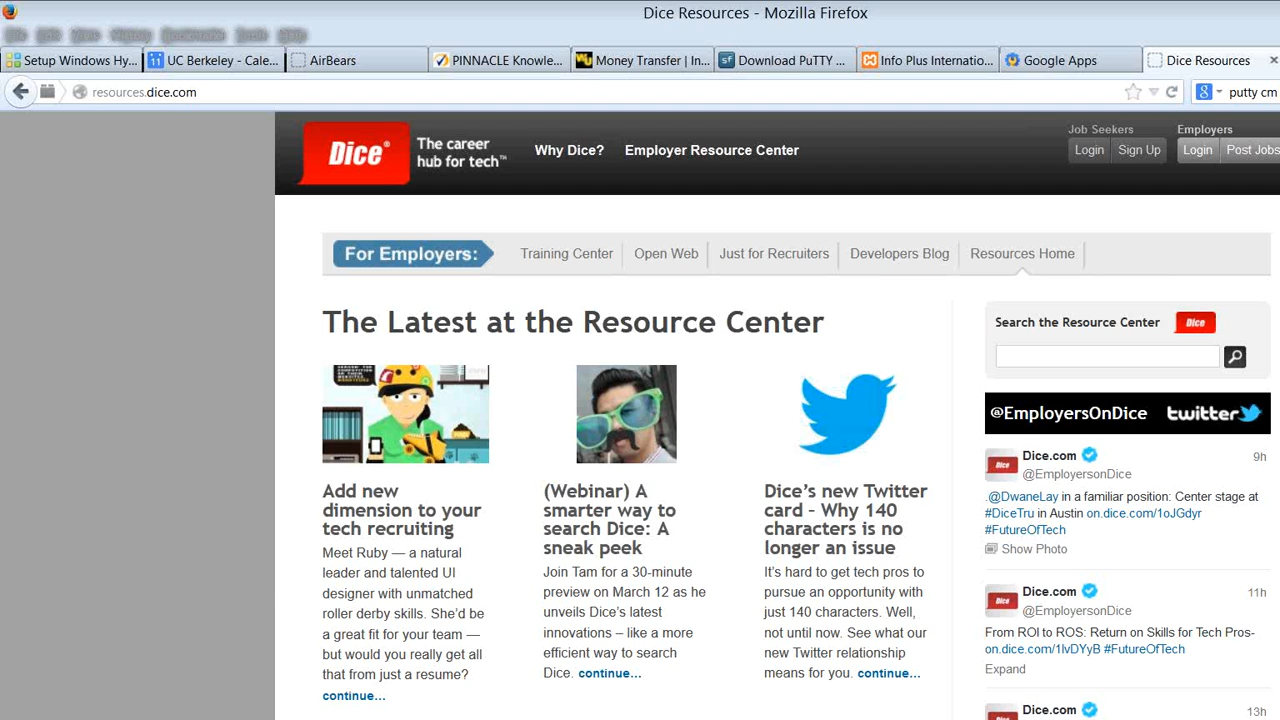 Dice Resources - Mozilla Firefox
Setup Windows Hy...
UC Berkeley - Cale...
AirBears
PINNACLE Knowle...
Money Transfer | In...
Download PuTTY ...
Info Plus Internatio...
Google Apps
Dice Resources
resources.dice.com
putty cm
Dice®
The career
hub for tech™
Why Dice?
Employer Resource Center
Job Seekers
Login
Sign Up
Employers
Login
Post Jobs
For Employers:
Training Center
Open Web
Just for Recruiters
Developers Blog
Resources Home
The Latest at the Resource Center
Add new
dimension to your
tech recruiting
Meet Ruby — a natural
leader and talented UI
designer with unmatched
roller derby skills. She'd be
a great fit for your team —
but would you really get all
that from just a resume?
continue...
(Webinar) A
smarter way to
search Dice: A
sneak peek
Join Tam for a 30-minute
preview on March 12 as he
unveils Dice's latest
innovations – like a more
efficient way to search
Dice. continue...
Dice's new Twitter
card – Why 140
characters is no
longer an issue
It's hard to get tech pros to
pursue an opportunity with
just 140 characters. Well,
not until now. See what our
new Twitter relationship
means for you. continue...
Search the Resource Center
Dice
@EmployersOnDice
twitter
Dice.com
9h
@EmployersonDice
.@DwaneLay in a familiar position: Center stage at
#DiceTru in Austin on.dice.com/1oJGdyr
#FutureOfTech
Show Photo
Dice.com
11h
@EmployersonDice
From ROI to ROS: Return on Skills for Tech Pros-
on.dice.com/1lvDYyB #FutureOfTech
Expand
Dice.com
13h